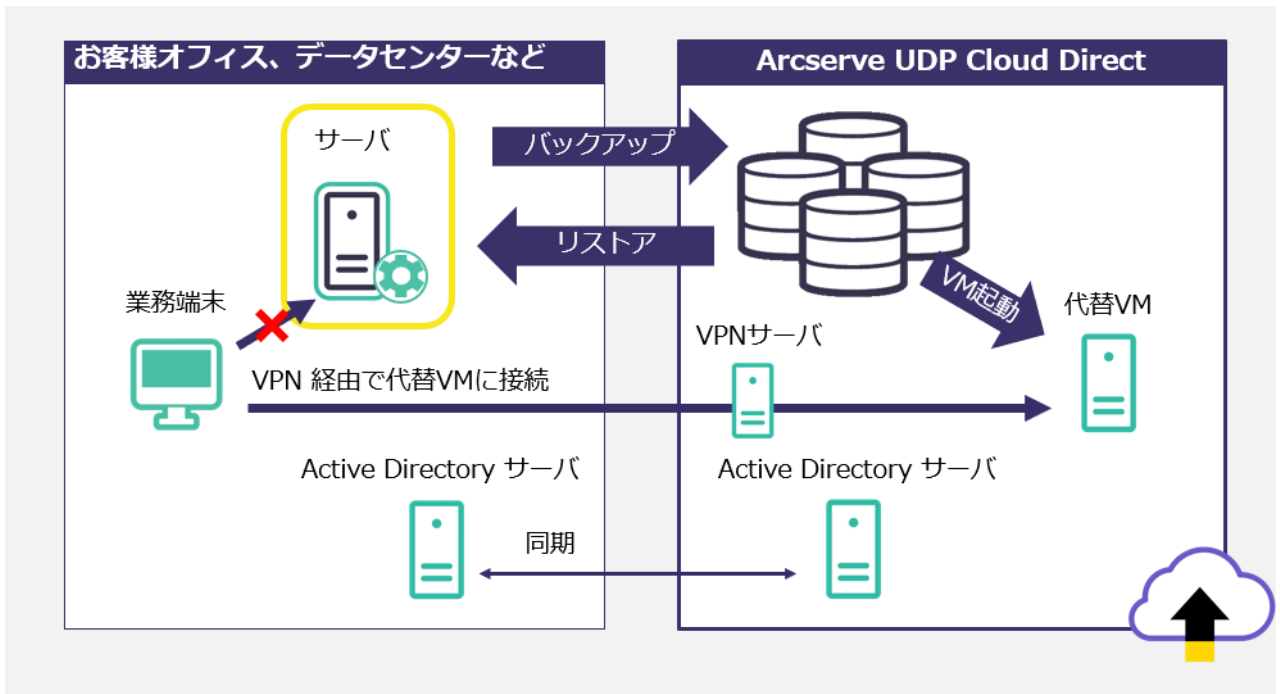 お客様オフィス、データセンターなど
Arcserve UDP Cloud Direct
サーバ
バックアップ
リストア
業務端末
VM起動
代替VM
VPNサーバ
VPN 経由で代替VMに接続
Active Directory サーバ
Active Directory サーバ
同期